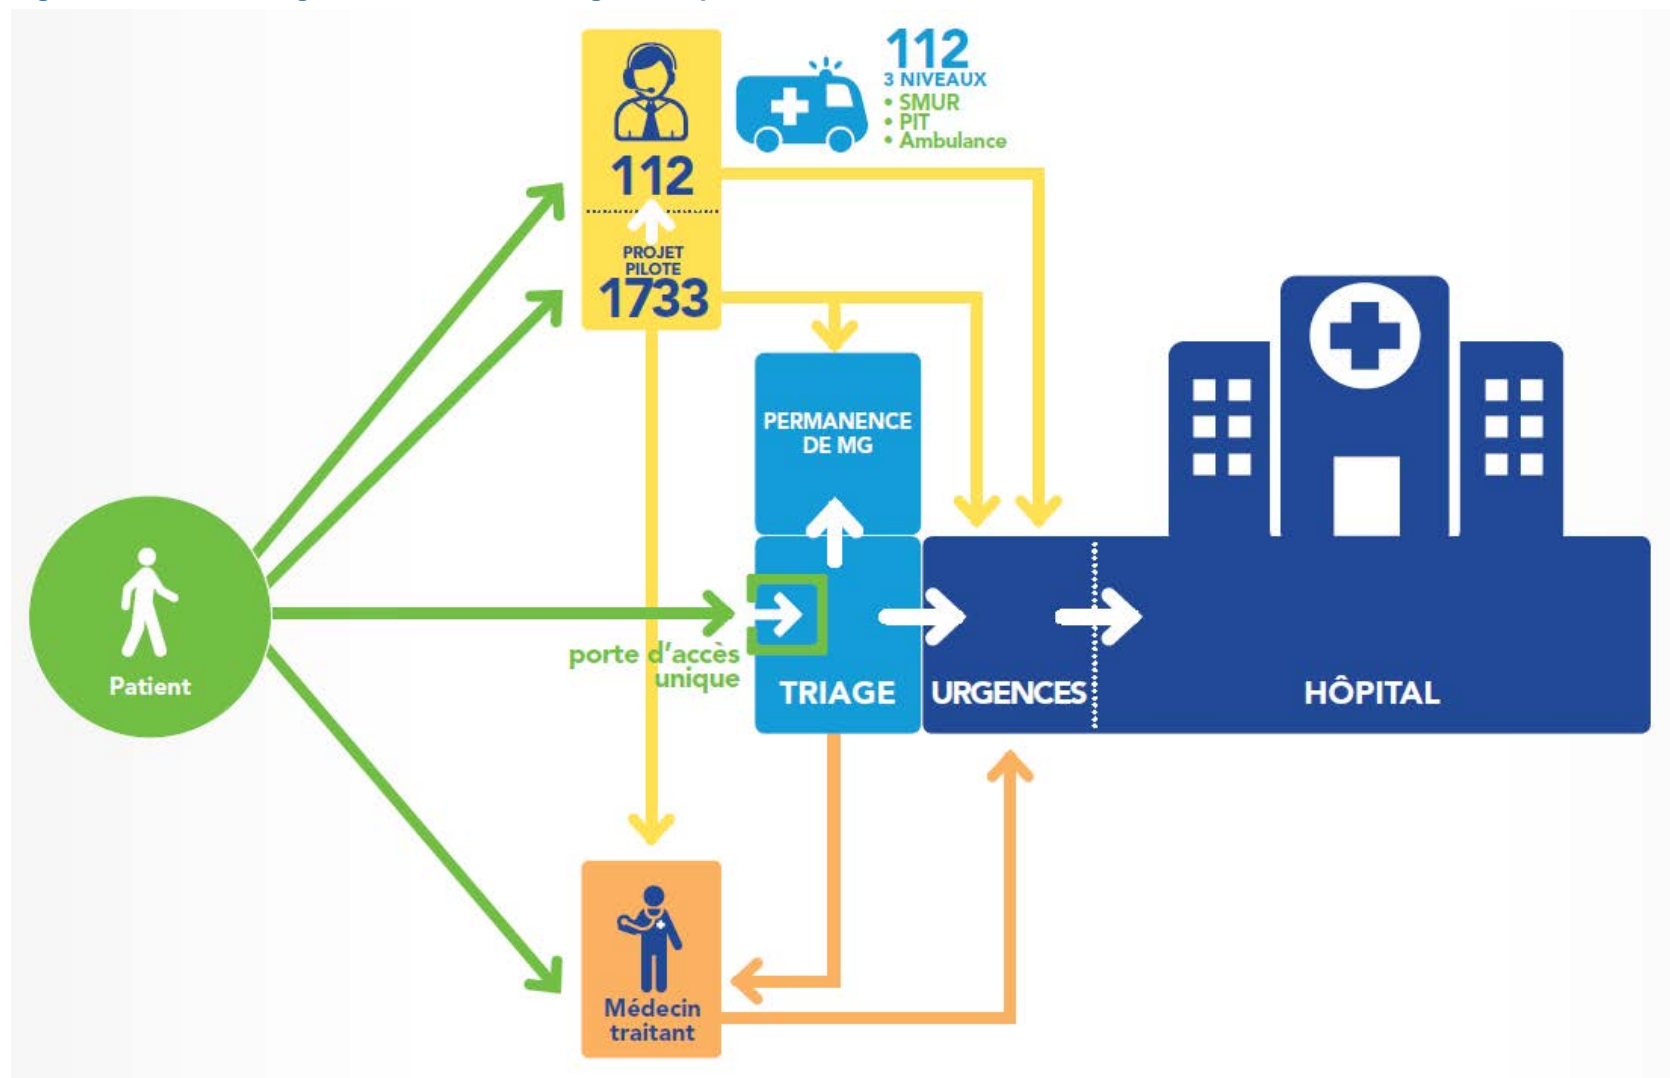 112
3 NIVEAUX
• SMUR
• PIT
• Ambulance
112
PROJET
PILOTE
1733
PERMANENCE
DE MG
Patient
porte d'accès
unique
TRIAGE
URGENCES
HÔPITAL
Médecin
traitant